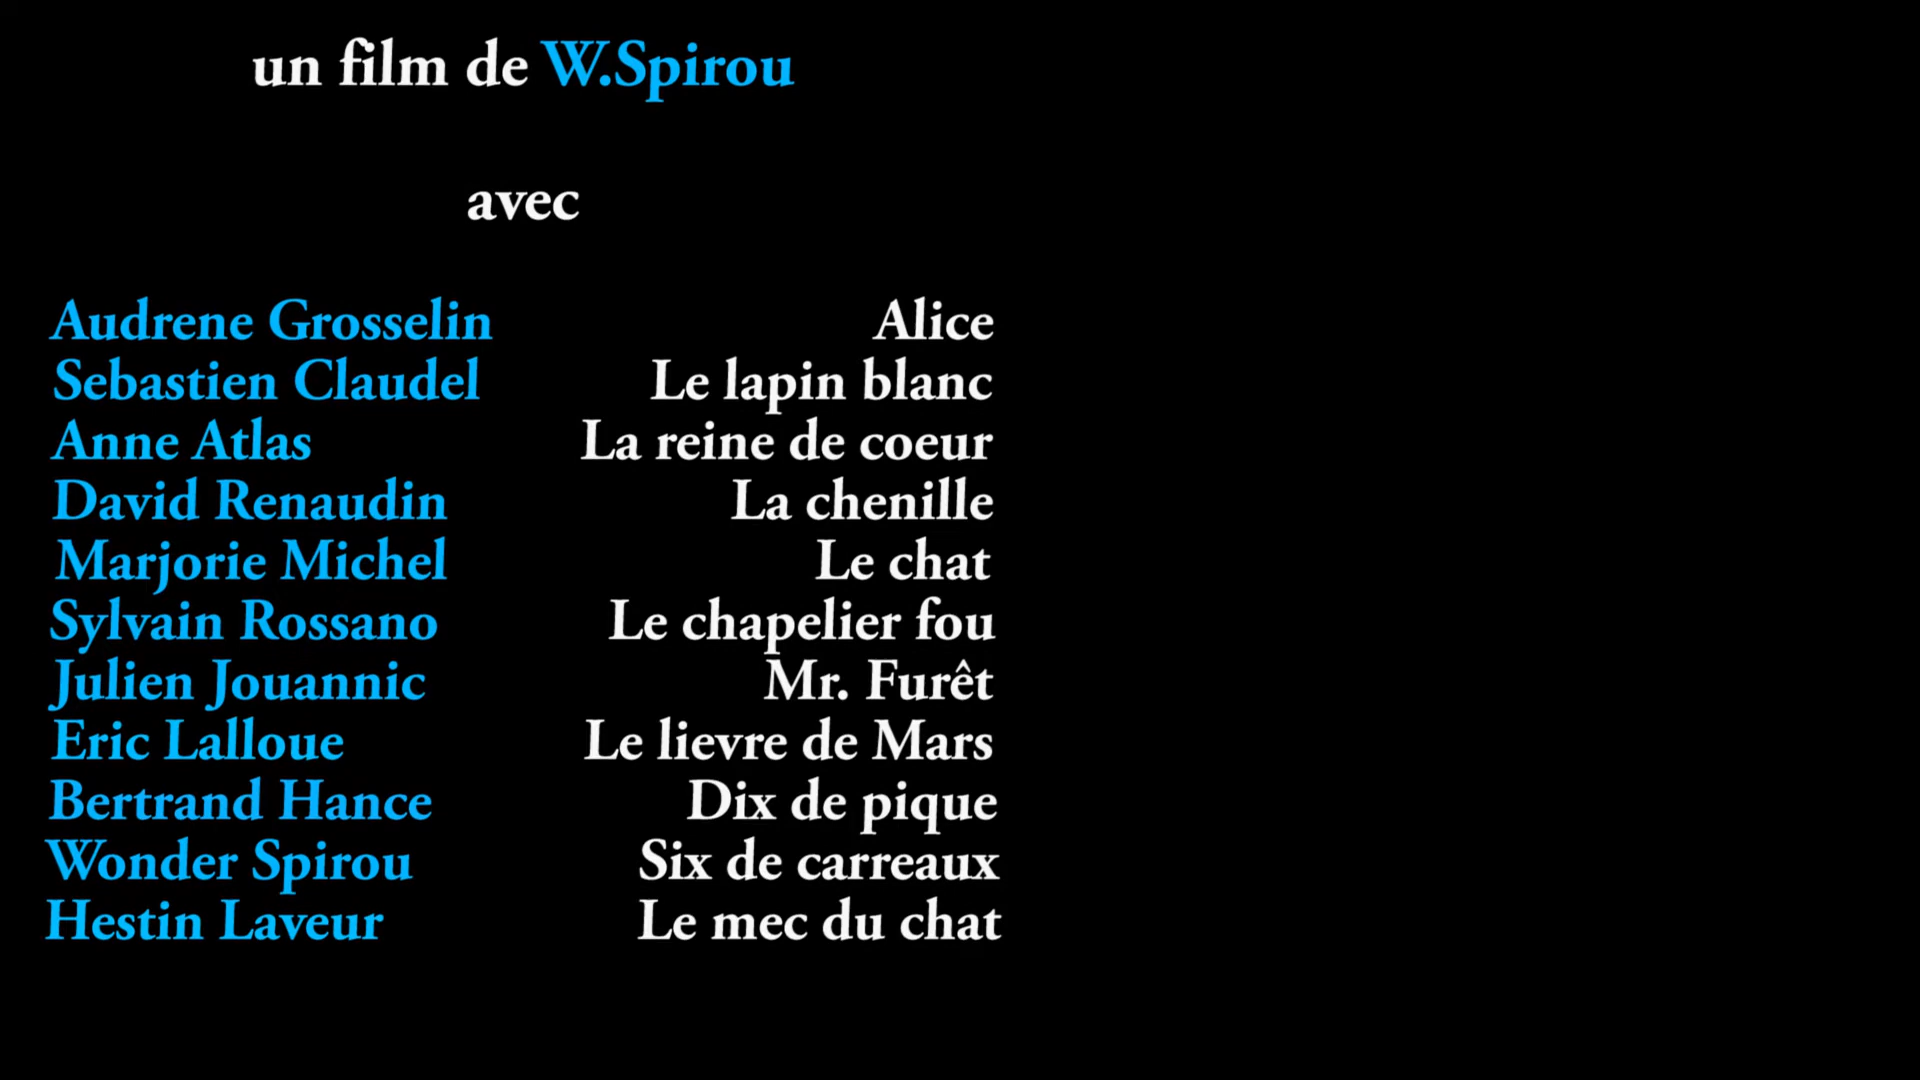 un film de W.Spirou
avec
Audrene Grosselin Alice
Sebastien Claudel Le lapin blanc
Anne Atlas La reine de coeur
David Renaudin La chenille
Marjorie Michel Le chat
Sylvain Rossano Le chapelier fou
Julien Jouannic Mr. Furêt
Eric Lalloue Le lievre de Mars
Bertrand Hance Dix de pique
Wonder Spirou Six de carreaux
Hestin Laveur Le mec du chat